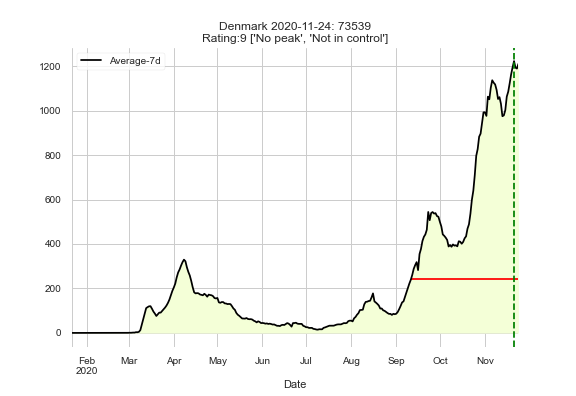 Denmark 2020-11-24: 73539
Rating:9 ['No peak', 'Not in control']
Average-7d
1200
1000
800
600
400
200
0
Feb Mar Apr May Jun Jul Aug Sep Oct Nov
2020
Date